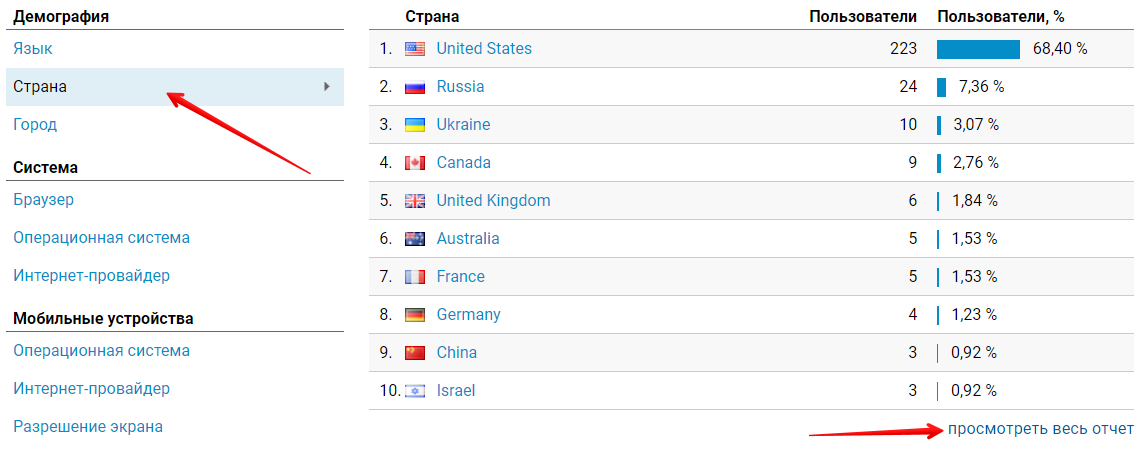 Демография
Язык
Страна
Город
Система
Браузер
Операционная система
Интернет-провайдер
Мобильные устройства
Операционная система
Интернет-провайдер
Разрешение экрана
Страна Пользователи Пользователи, %
1. United States 223 68,40 %
2. Russia 24 7,36 %
3. Ukraine 10 3,07 %
4. Canada 9 2,76 %
5. United Kingdom 6 1,84 %
6. Australia 5 1,53 %
7. France 5 1,53 %
8. Germany 4 1,23 %
9. China 3 0,92 %
10. Israel 3 0,92 %
просмотреть весь отчет